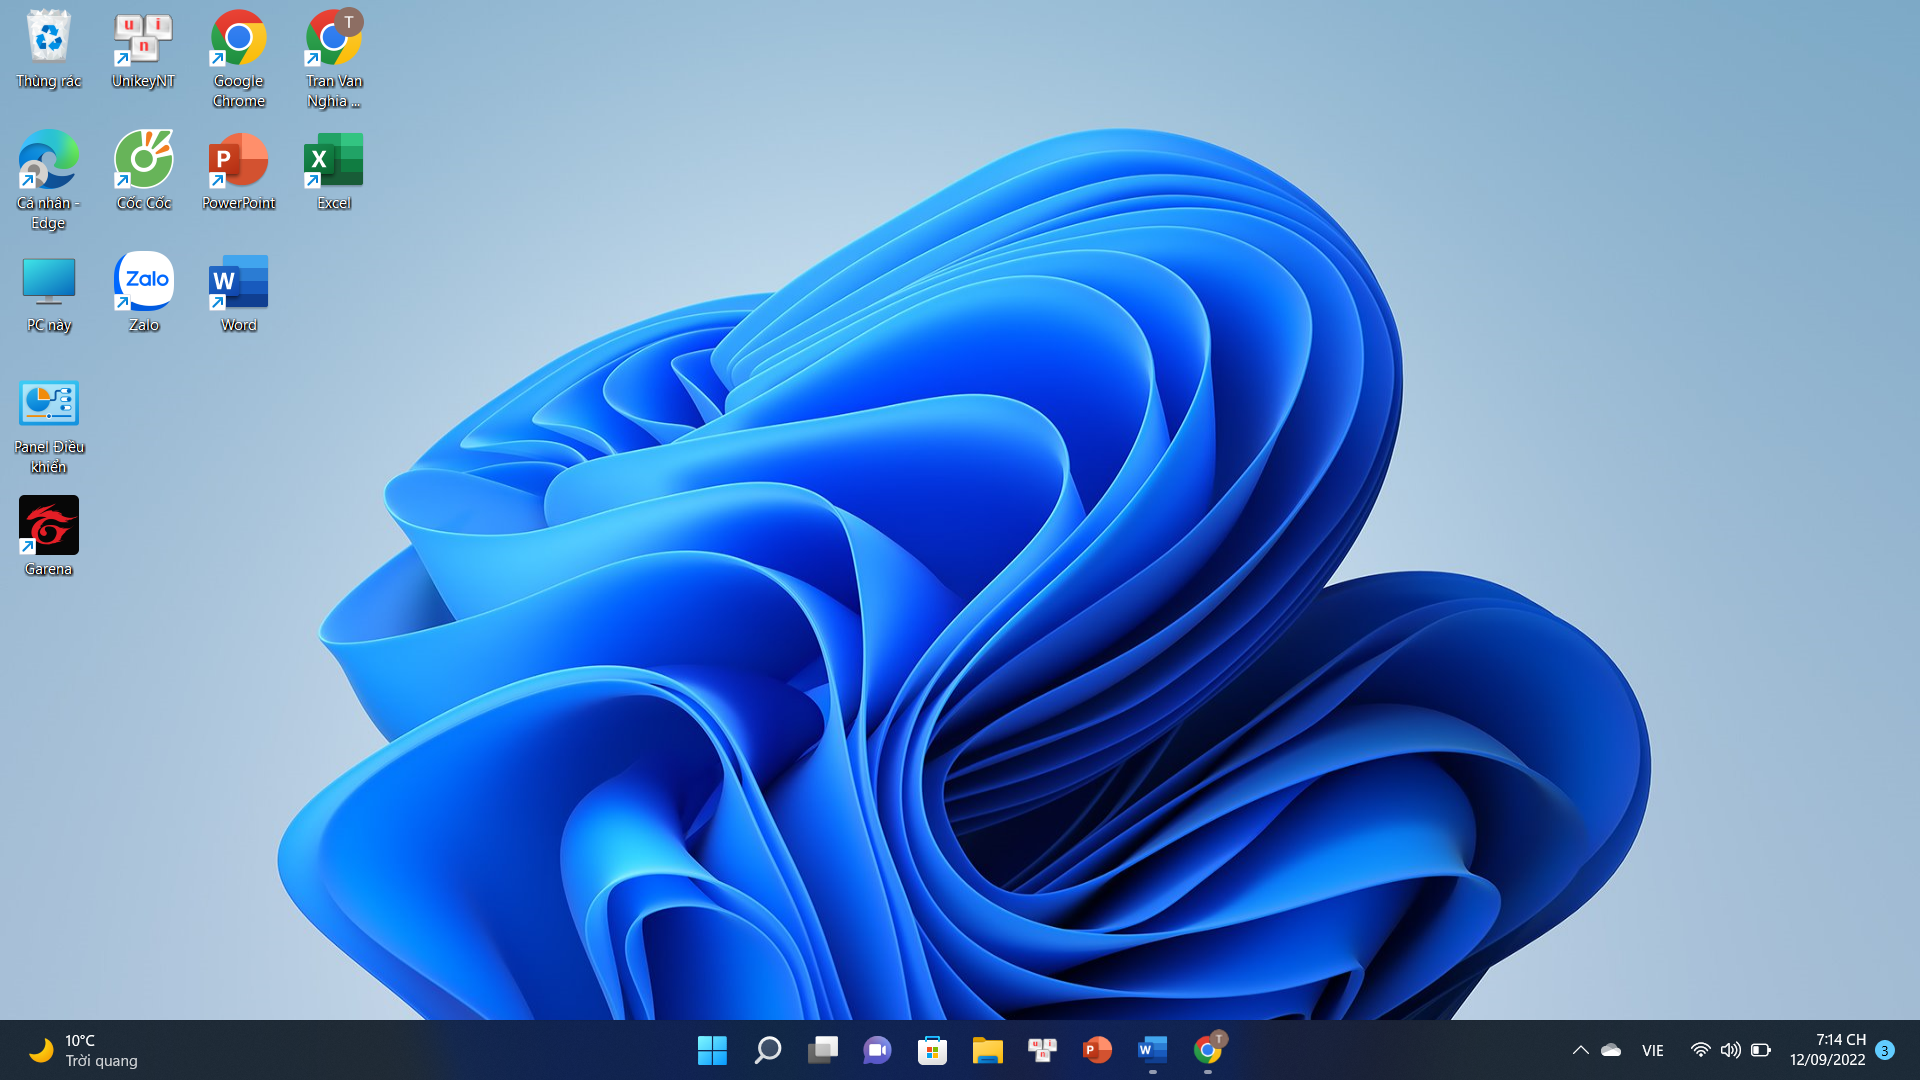 Thùng rác
UnikeyNT
Google
Chrome
T
Tran Van
Nghia ...
Cá nhân -
Edge
Cốc Cốc
P
PowerPoint
X
Excel
PC này
Zalo
Zalo
W
Word
Panel Điều
khiển
Garena
10°C
Trời quang
u i
n
P
W
T
VIE
7:14 CH
12/09/2022
3